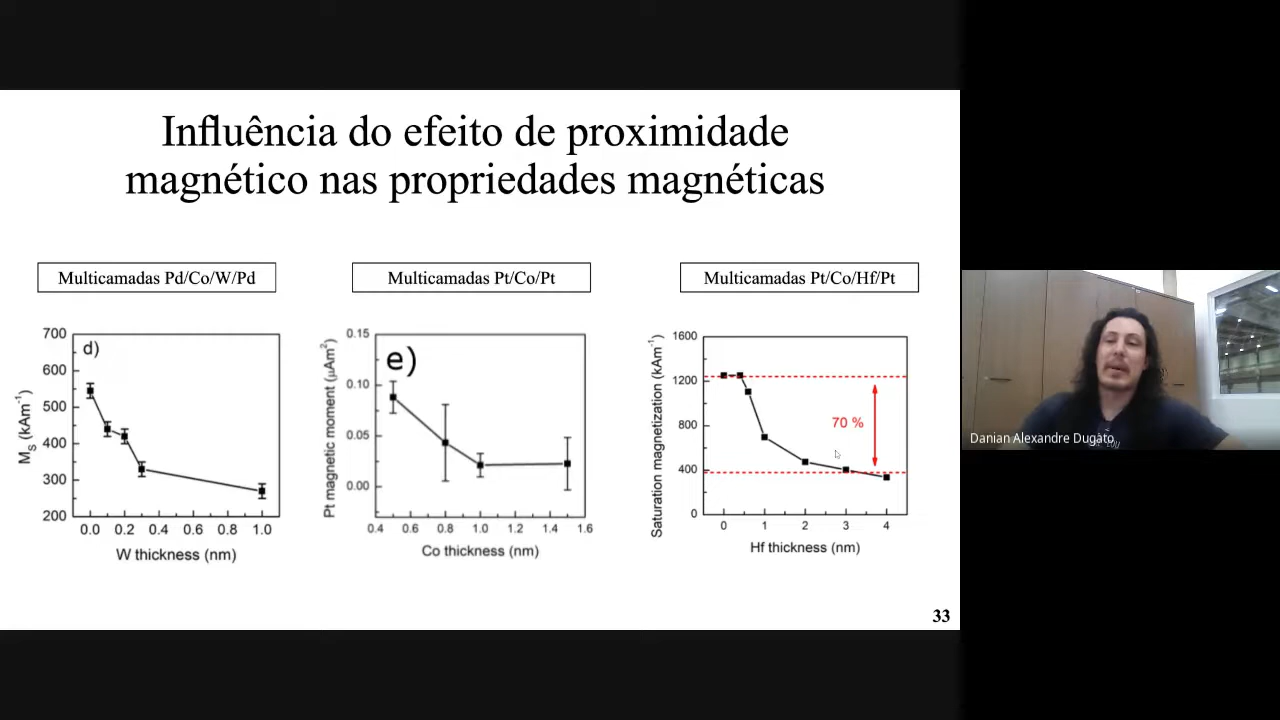 Influência do efeito de proximidade
magnético nas propriedades magnéticas
Multicamadas Pd/Co/W/Pd
Multicamadas Pt/Co/Pt
Multicamadas Pt/Co/Hf/Pt
d)
700
600
500
400
300
200
M_S (kAm⁻¹)
0.0 0.2 0.4 0.6 0.8 1.0
W thickness (nm)
e)
0.15
0.10
0.05
0.00
Pt magnetic moment (μAm²)
0.4 0.6 0.8 1.0 1.2 1.4 1.6
Co thickness (nm)
1600
1200
800
400
0
Saturation magnetization (kAm⁻¹)
70 %
0 1 2 3 4
Hf thickness (nm)
33
Danian Alexandre Dugato